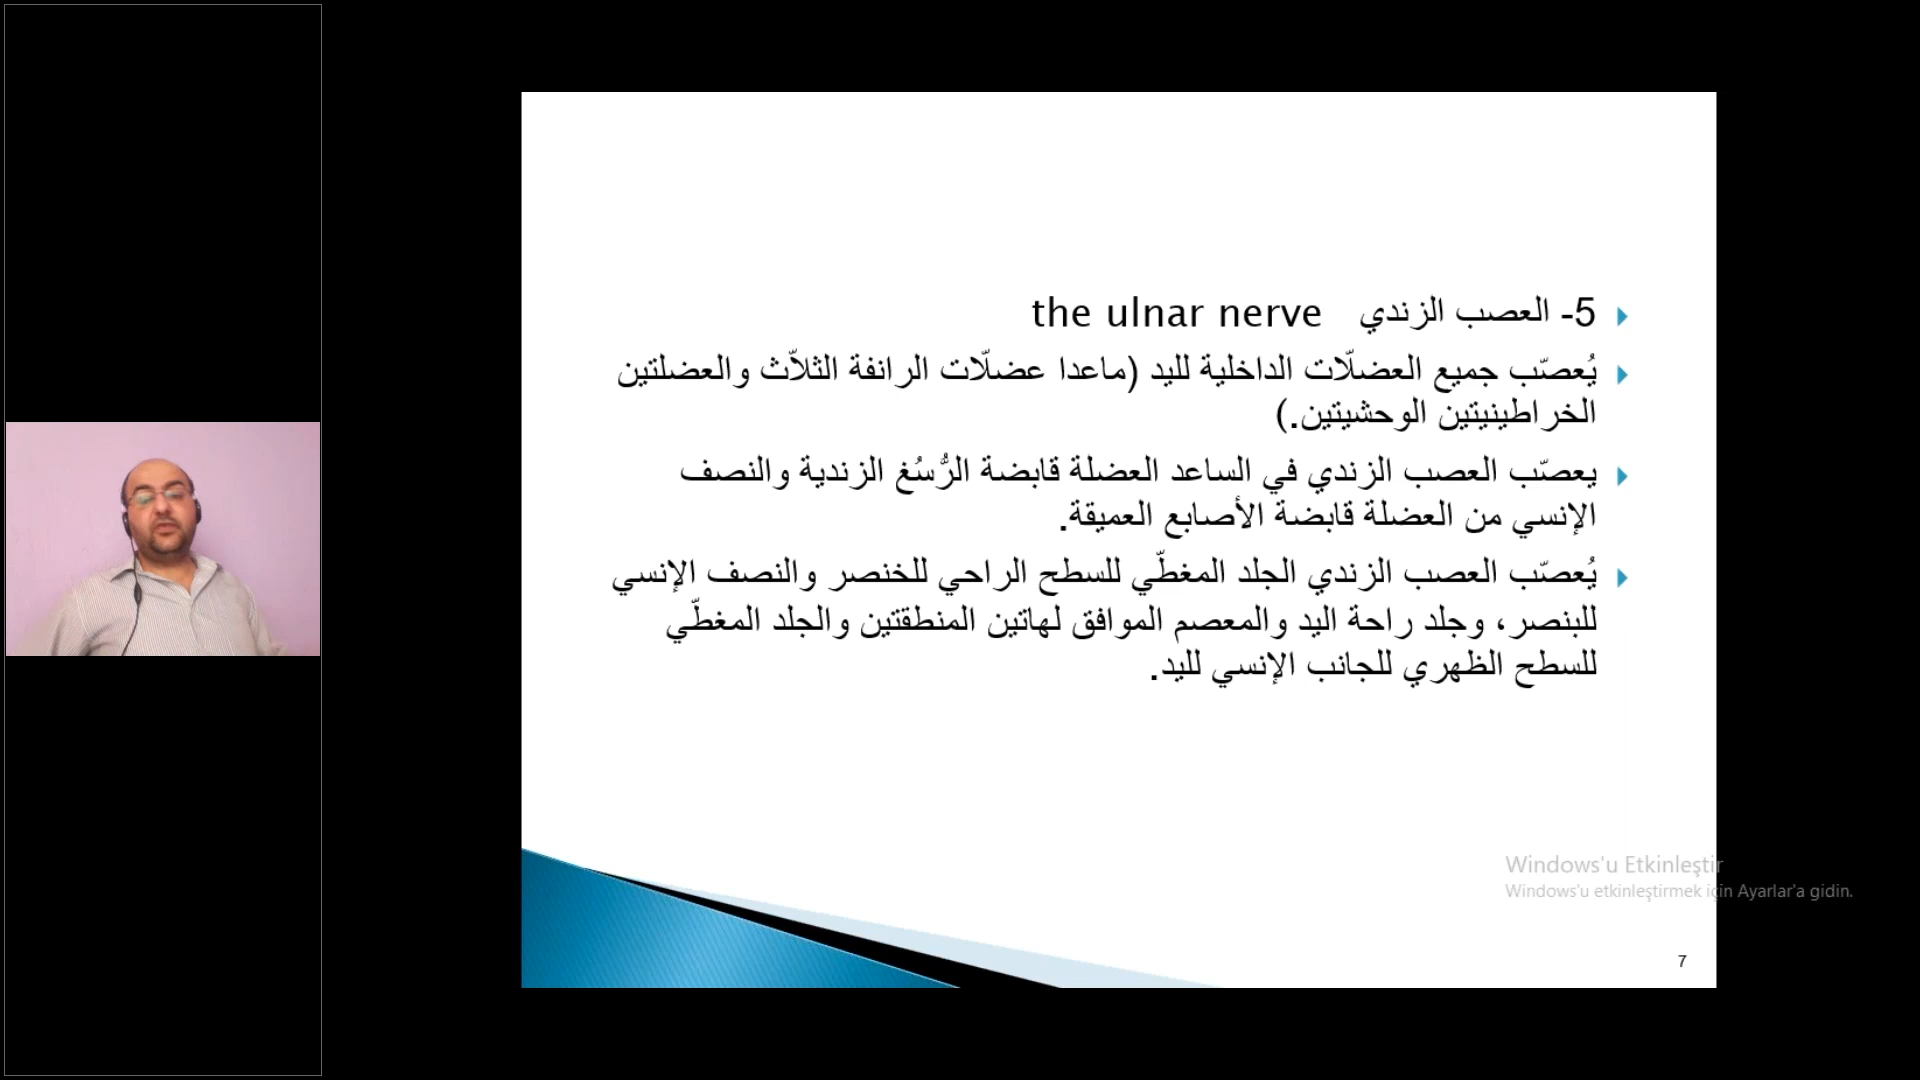 5- العصب الزندي the ulnar nerve
يُعصّب جميع العضلّات الداخلية لليد (ماعدا عضلّات الرانفة الثلاّث والعضلتين
الخراطينيتين الوحشيتين.)
يعصّب العصب الزندي في الساعد العضلة قابضة الرُّسُغ الزندية والنصف
الإنسي من العضلة قابضة الأصابع العميقة.
يُعصّب العصب الزندي الجلد المغطّي للسطح الراحي للخنصر والنصف الإنسي
للبنصر، وجلد راحة اليد والمعصم الموافق لهاتين المنطقتين والجلد المغطّي
للسطح الظهري للجانب الإنسي لليد.
Windows'u Etkinleştir
Windows'u etkinleştirmek için Ayarlar'a gidin.
7